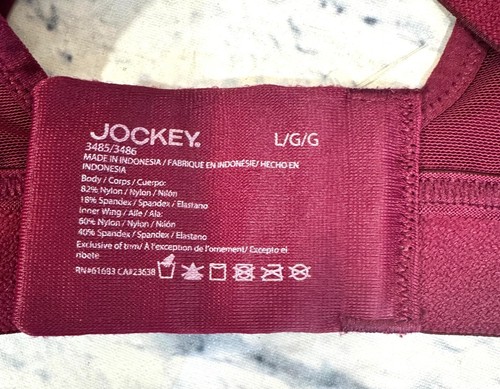 JOCKEY.
L/G/G
3485/3486
MADE IN INDONESIA / FABRIQUE EN INDONÉSIE/ HECHO EN
INDONESIA
Body / Corps / Cuerpo:
82% Nylon / Nylon / Nilón
18% Spandex / Spandex / Elastano
Inner Wing / Aile / Ala:
60% Nylon / Nylon / Nilón
40% Spandex / Spandex / Elastano
Exclusive of trim/ À l'exception de l'ornement/ Excepto el
ribete
RN#61683 CA#23638